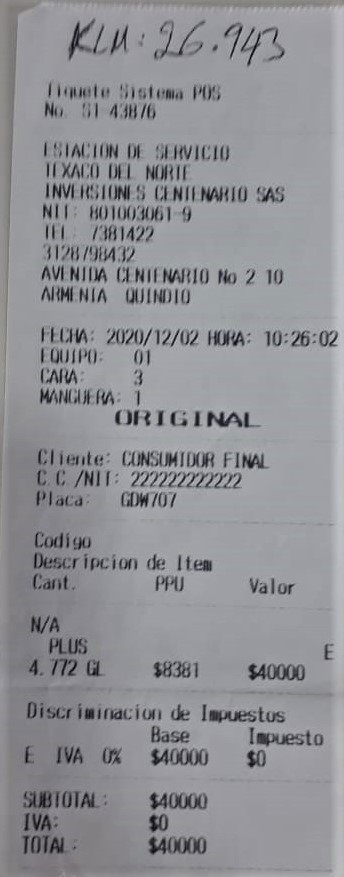 KLM: 26.943
Tiquete Sistema POS
No. S1-43876
ESTACION DE SERVICIO
TEXACO DEL NORTE
INVERSIONES CENTENARIO SAS
NIT: 801003061-9
TEL: 7381422
3128798432
AVENIDA CENTENARIO No 2 10
ARMENIA QUINDIO
FECHA: 2020/12/02 HORA: 10:26:02
EQUIPO: 01
CARA: 3
MANGUERA: 1
ORIGINAL
Cliente: CONSUMIDOR FINAL
C.C./NIT: 222222222222
Placa: GDW707
Codigo
Descripcion de Item
Cant. PPU Valor
N/A
PLUS E
4.772 GL $8381 $40000
Discriminacion de Impuestos
Base Impuesto
E IVA 0% $40000 $0
SUBTOTAL: $40000
IVA: $0
TOTAL: $40000